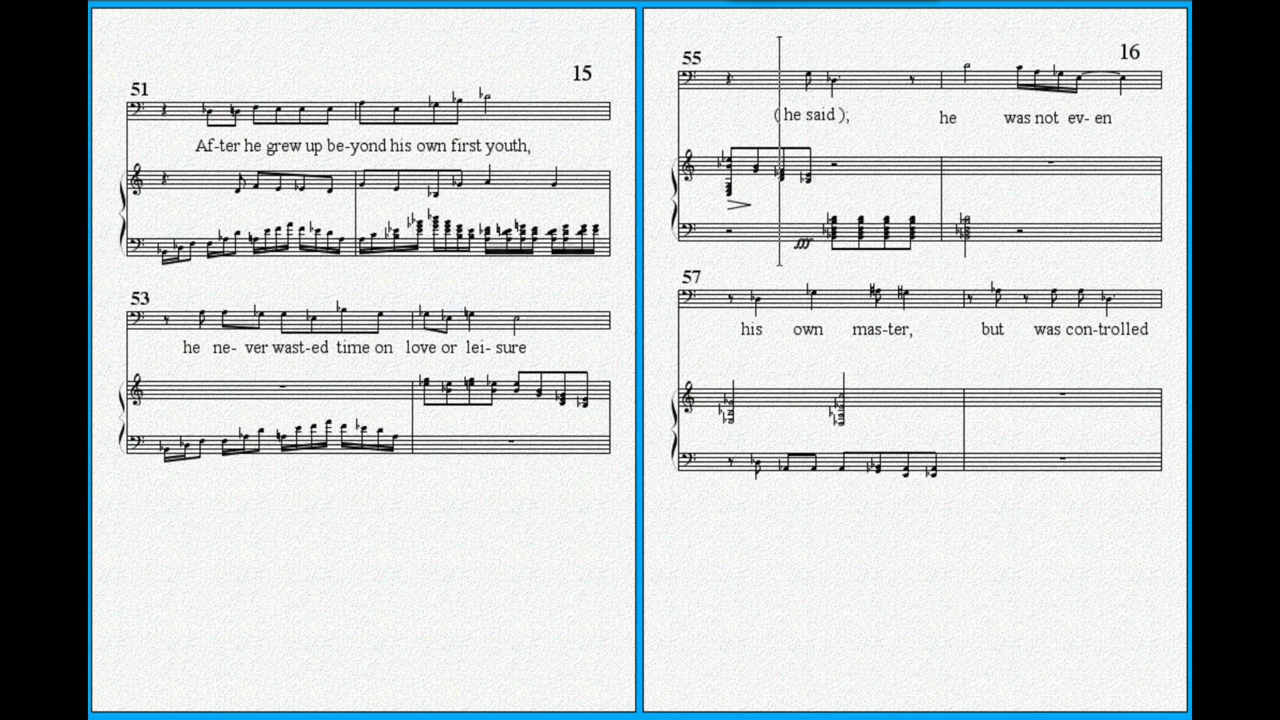 15
51
Af-ter he grew up be-yond his own first youth,
53
he ne- ver wast-ed time on love or lei- sure
16
55
( he said ); he was not ev- en
fff
57
his own mas-ter, but was con-trolled